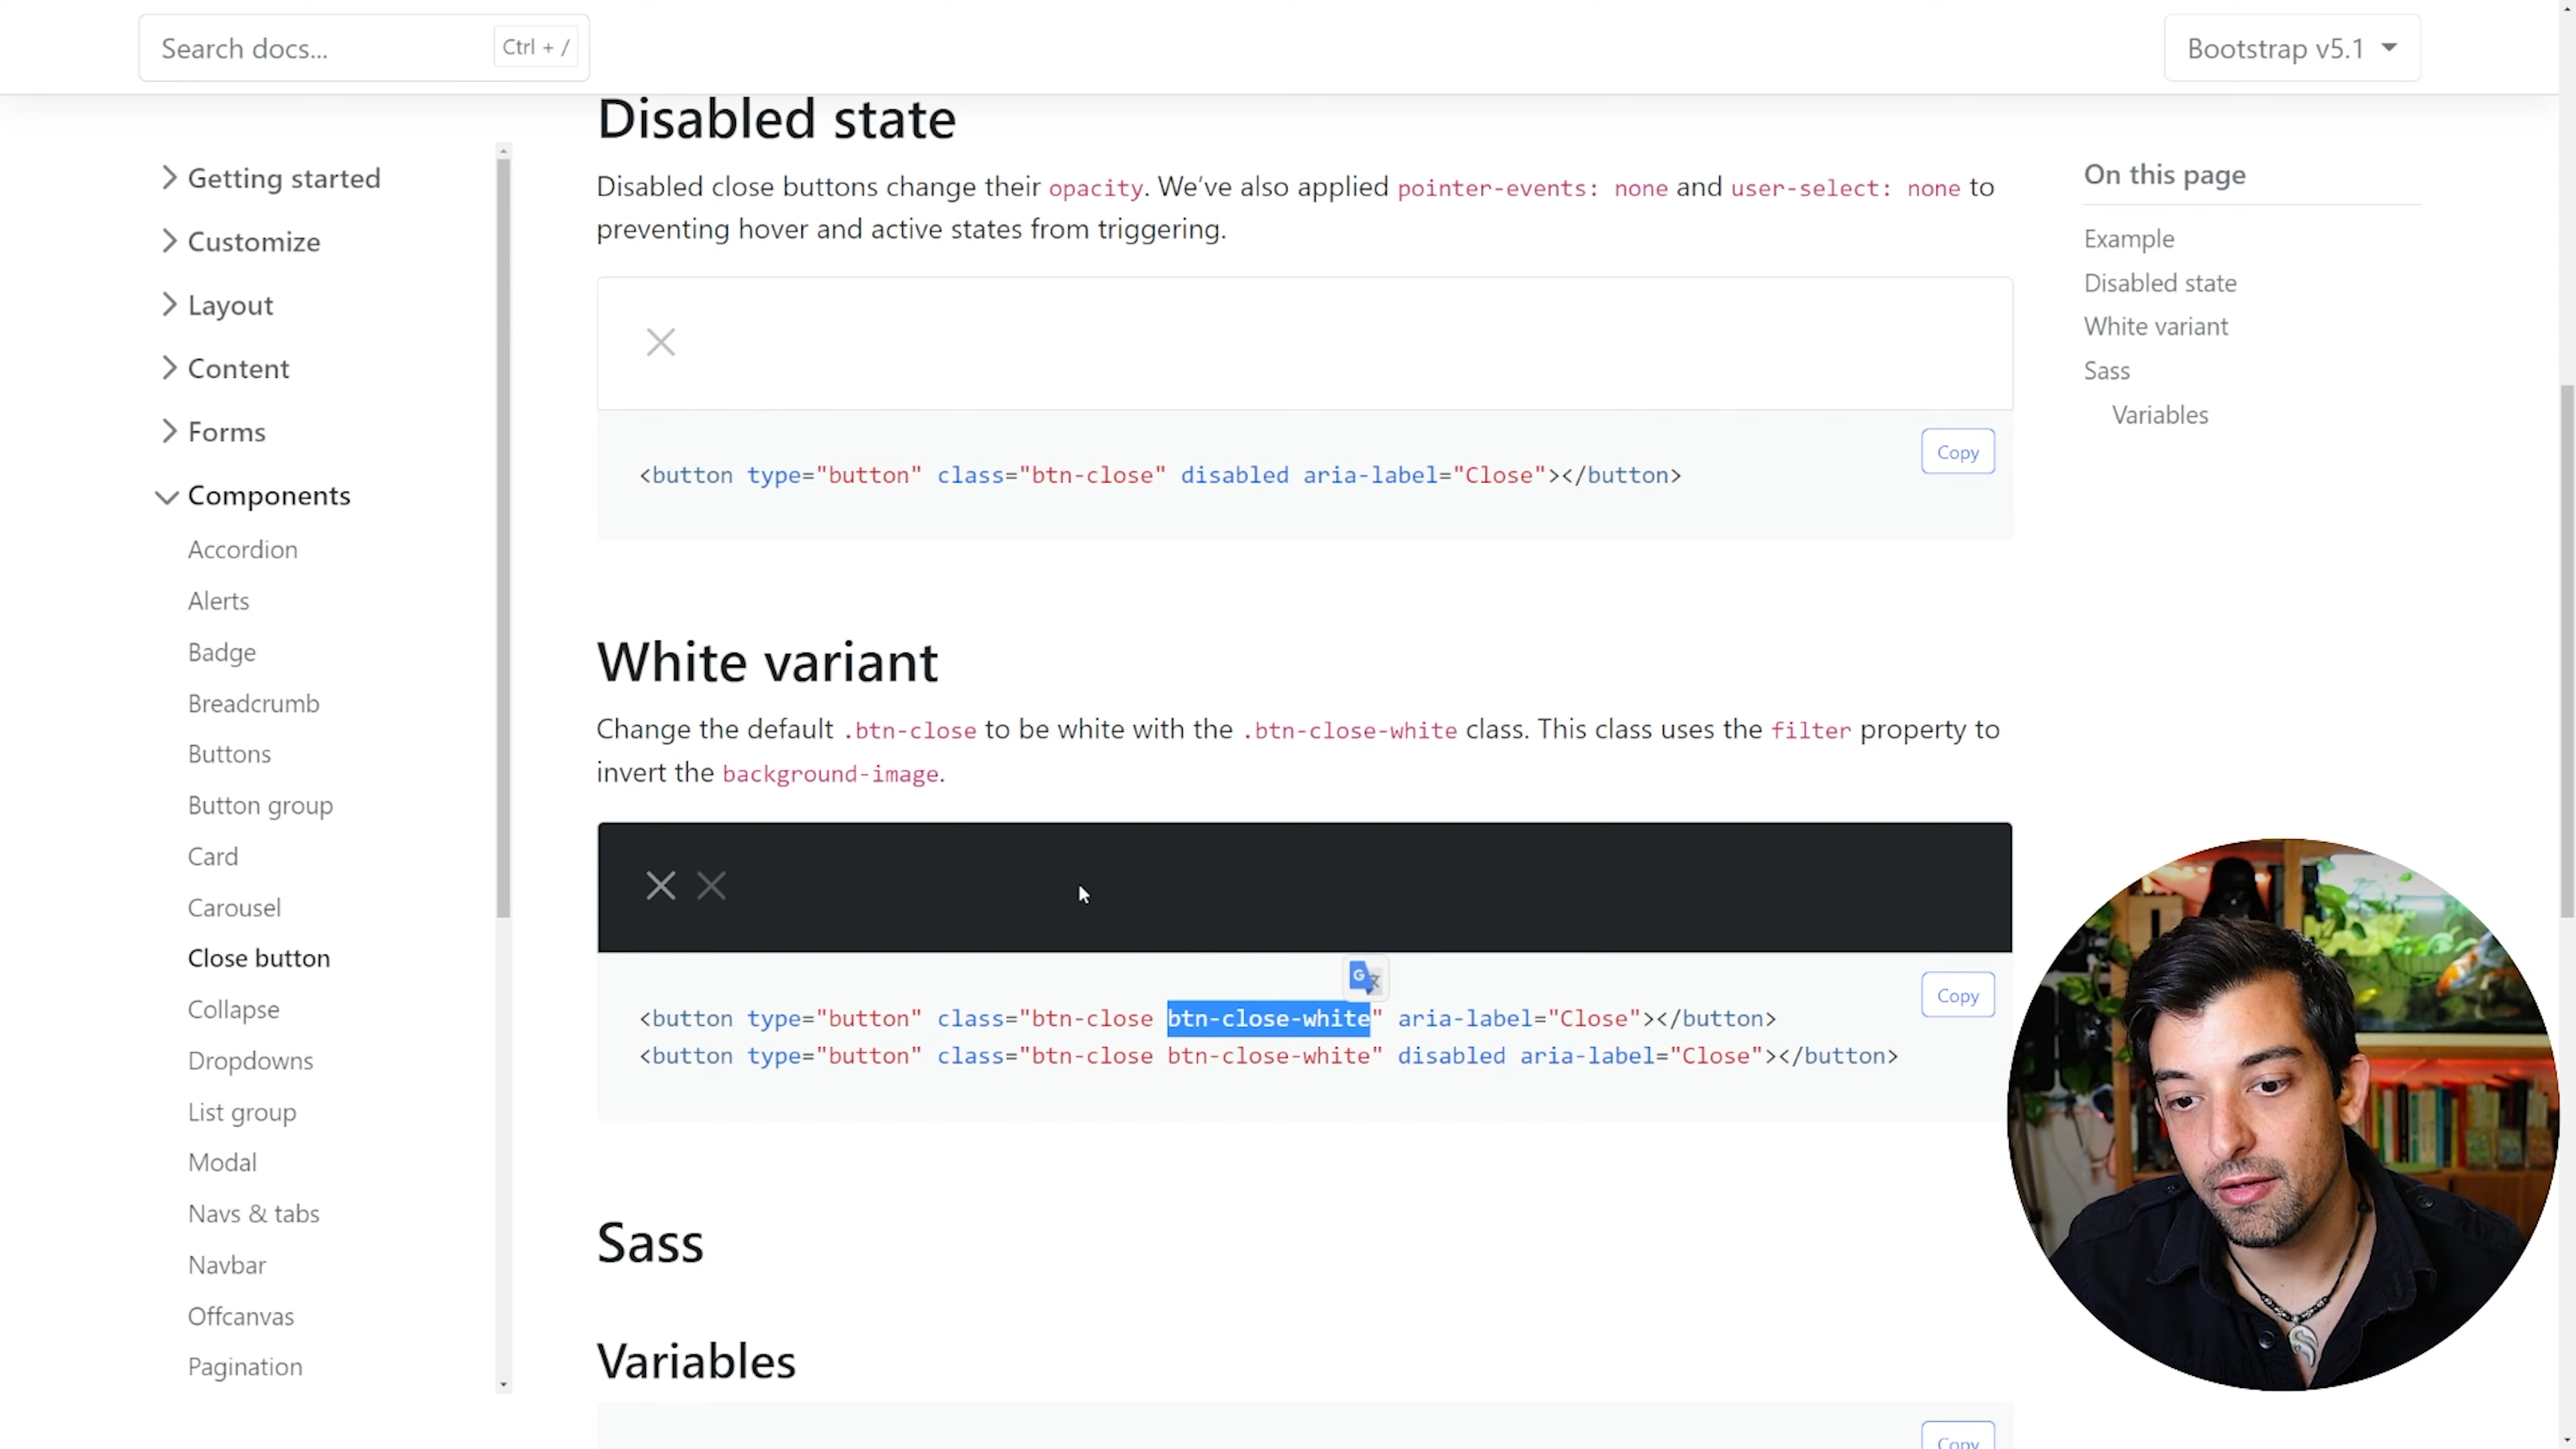 Search docs...
Ctrl + /
Bootstrap v5.1
Getting started
Customize
Layout
Content
Forms
Components
Accordion
Alerts
Badge
Breadcrumb
Buttons
Button group
Card
Carousel
Close button
Collapse
Dropdowns
List group
Modal
Navs & tabs
Navbar
Offcanvas
Pagination
Disabled state
Disabled close buttons change their opacity. We've also applied pointer-events: none and user-select: none to
preventing hover and active states from triggering.
Copy
<button type="button" class="btn-close" disabled aria-label="Close"></button>
White variant
Change the default .btn-close to be white with the .btn-close-white class. This class uses the filter property to
invert the background-image.
Copy
<button type="button" class="btn-close btn-close-white" aria-label="Close"></button>
<button type="button" class="btn-close btn-close-white" disabled aria-label="Close"></button>
Sass
Variables
Copy
On this page
Example
Disabled state
White variant
Sass
Variables